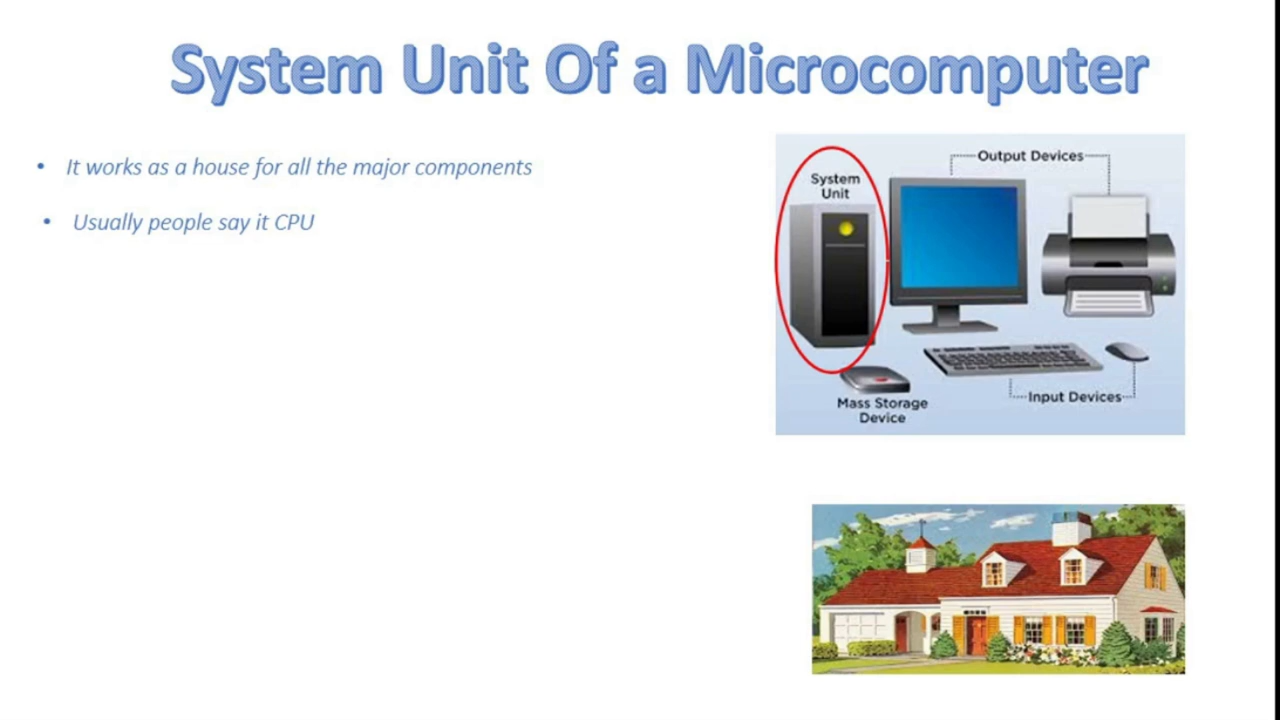 System Unit Of a Microcomputer
• It works as a house for all the major components
• Usually people say it CPU
Output Devices
System
Unit
Input Devices
Mass Storage
Device